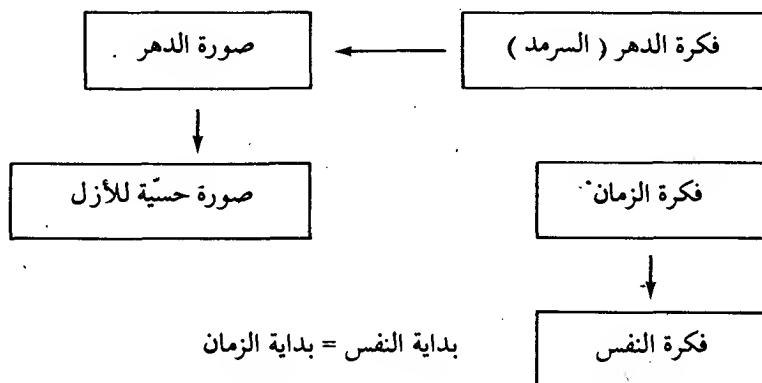 فكرة الدهر ( السرمد )
صورة الدهر
صورة حسّية للأزل
فكرة الزمان
فكرة النفس
بداية النفس = بداية الزمان